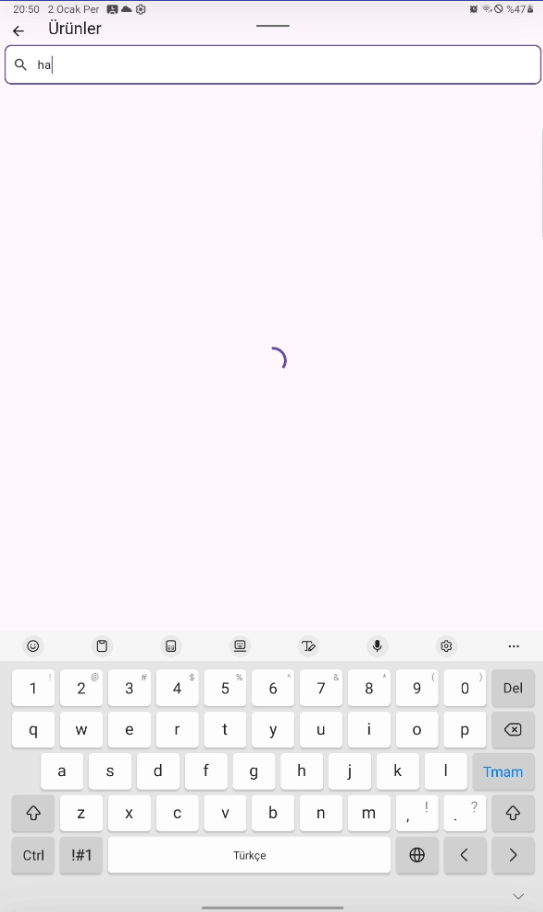 20:50 2 Ocak Per %47
Ürünler
ha
1 ! 2 @ 3 # 4 $ 5 % 6 ^ 7 & 8 * 9 ( 0 ) Del
q w e r t y u i o p
a s d f g h j k l Tmam
z x c v b n m , ! . ?
Ctrl !#1 Türkçe